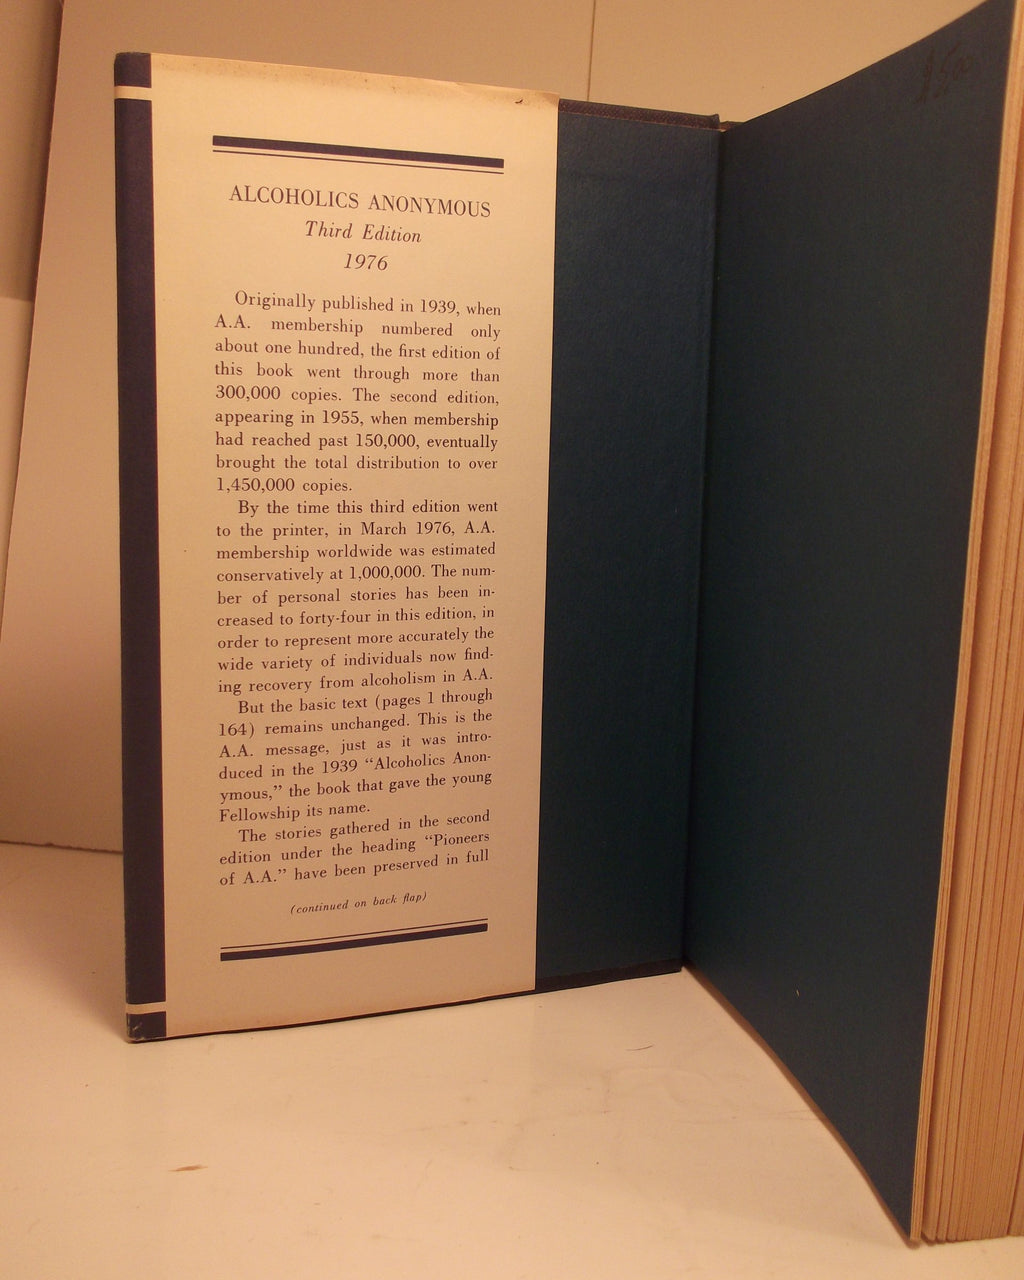 ALCOHOLICS ANONYMOUS
Third Edition
1976
Originally published in 1939, when
A.A. membership numbered only
about one hundred, the first edition of
this book went through more than
300,000 copies. The second edition,
appearing in 1955, when membership
had reached past 150,000, eventually
brought the total distribution to over
1,450,000 copies.
By the time this third edition went
to the printer, in March 1976, A.A.
membership worldwide was estimated
conservatively at 1,000,000. The num-
ber of personal stories has been in-
creased to forty-four in this edition, in
order to represent more accurately the
wide variety of individuals now find-
ing recovery from alcoholism in A.A.
But the basic text (pages 1 through
164) remains unchanged. This is the
A.A. message, just as it was intro-
duced in the 1939 “Alcoholics Anon-
ymous,” the book that gave the young
Fellowship its name.
The stories gathered in the second
edition under the heading “Pioneers
of A.A.” have been preserved in full
(continued on back flap)